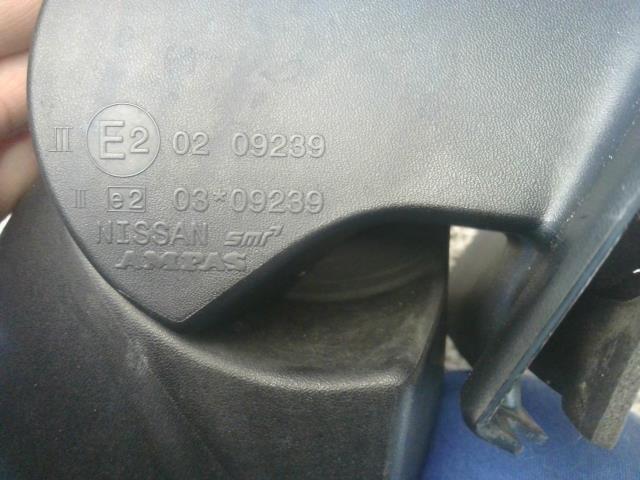 II E2 02 09239
II e2 03*09239
NISSAN smr
AMPAS